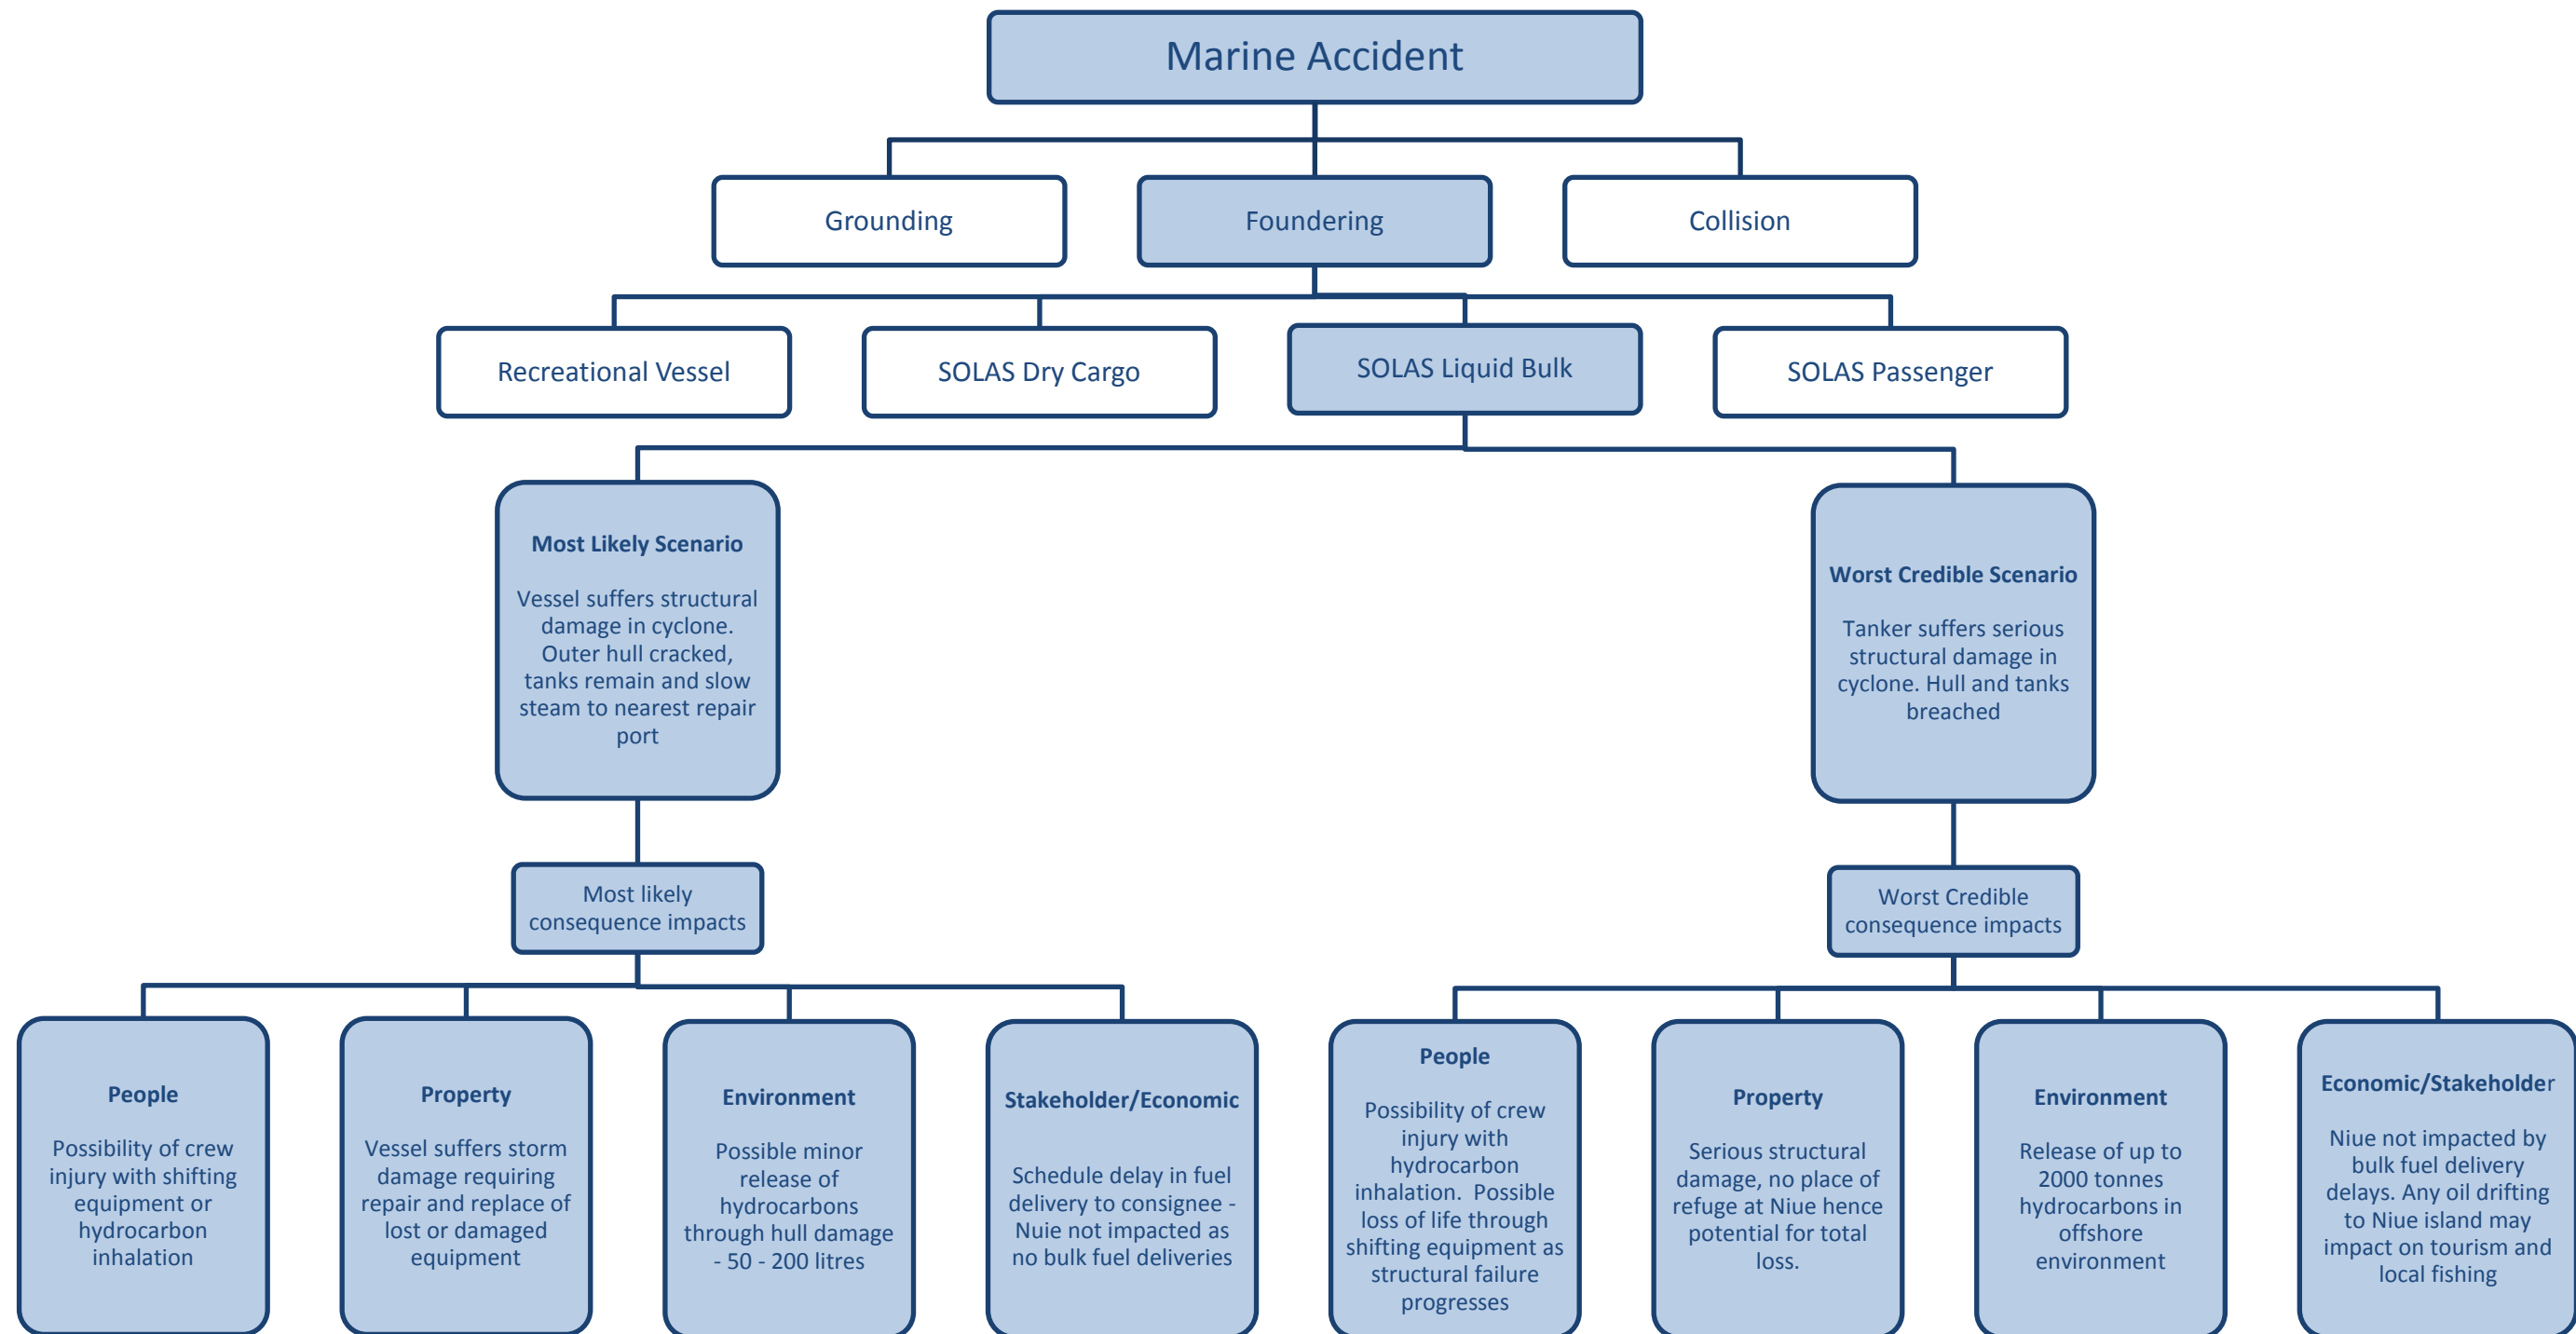 Marine Accident
Grounding
Foundering
Collision
Recreational Vessel
SOLAS Dry Cargo
SOLAS Liquid Bulk
SOLAS Passenger
Most Likely Scenario
Vessel suffers structural
damage in cyclone.
Outer hull cracked,
tanks remain and slow
steam to nearest repair
port
Worst Credible Scenario
Tanker suffers serious
structural damage in
cyclone. Hull and tanks
breached
Most likely
consequence impacts
Worst Credible
consequence impacts
People
Possibility of crew
injury with shifting
equipment or
hydrocarbon
inhalation
Property
Vessel suffers storm
damage requiring
repair and replace of
lost or damaged
equipment
Environment
Possible minor
release of
hydrocarbons
through hull damage
- 50 - 200 litres
Stakeholder/Economic
Schedule delay in fuel
delivery to consignee -
Nuie not impacted as
no bulk fuel deliveries
People
Possibility of crew
injury with
hydrocarbon
inhalation.  Possible
loss of life through
shifting equipment as
structural failure
progresses
Property
Serious structural
damage, no place of
refuge at Niue hence
potential for total
loss.
Environment
Release of up to
2000 tonnes
hydrocarbons in
offshore
environment
Economic/Stakeholder
Niue not impacted by
bulk fuel delivery
delays. Any oil drifting
to Niue island may
impact on tourism and
local fishing